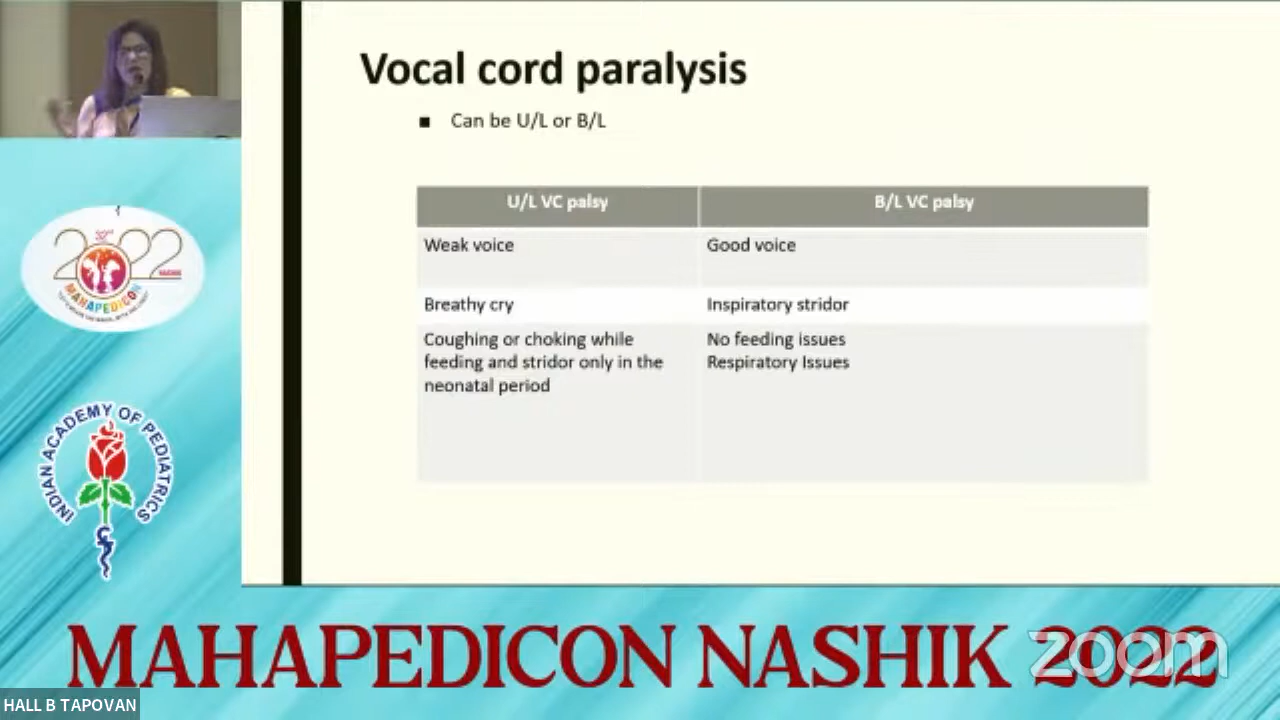 Vocal cord paralysis
■ Can be U/L or B/L
U/L VC palsy B/L VC palsy
Weak voice Good voice
Breathy cry Inspiratory stridor
Coughing or choking while No feeding issues
feeding and stridor only in the Respiratory Issues
neonatal period
2022
MAHAPEDICON
INDIAN ACADEMY OF PEDIATRICS
MAHAPEDICON NASHIK 2022
zoom
HALL B TAPOVAN